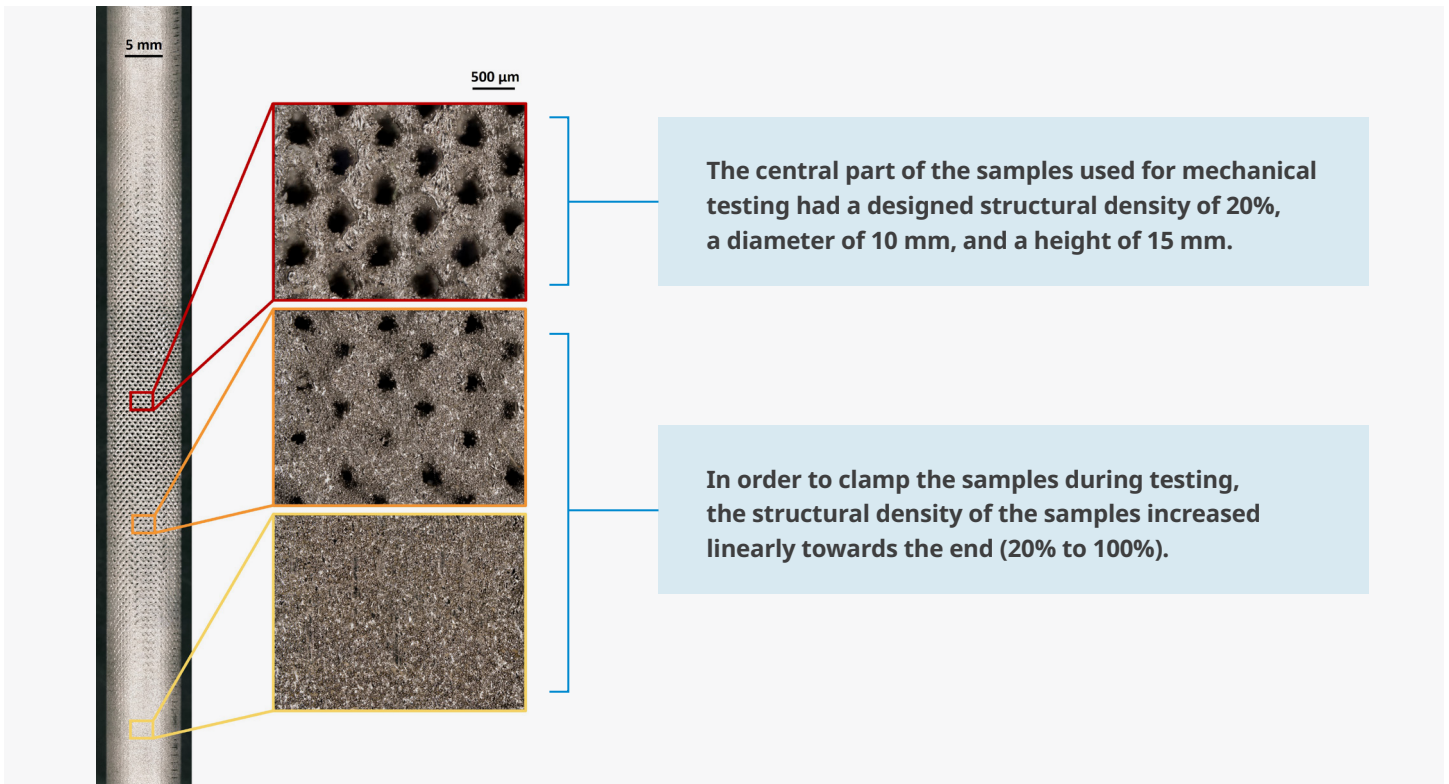 5 mm
500 µm
The central part of the samples used for mechanical
testing had a designed structural density of 20%,
a diameter of 10 mm, and a height of 15 mm.
In order to clamp the samples during testing,
the structural density of the samples increased
linearly towards the end (20% to 100%).